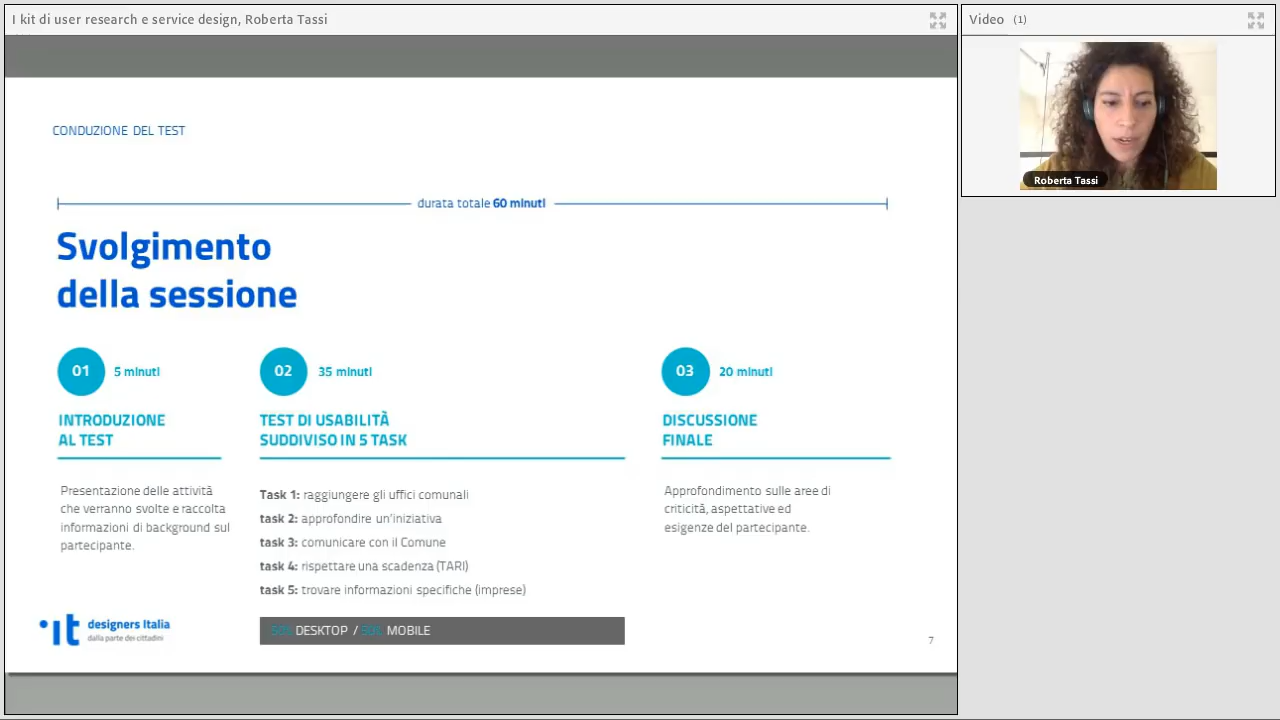 I kit di user research e service design, Roberta Tassi
Video (1)
Roberta Tassi
CONDUZIONE DEL TEST
durata totale 60 minuti
Svolgimento
della sessione
01 5 minuti
INTRODUZIONE
AL TEST
Presentazione delle attività
che verranno svolte e raccolta
informazioni di background sul
partecipante.
02 35 minuti
TEST DI USABILITÀ
SUDDIVISO IN 5 TASK
Task 1: raggiungere gli uffici comunali
task 2: approfondire un'iniziativa
task 3: comunicare con il Comune
task 4: rispettare una scadenza (TARI)
task 5: trovare informazioni specifiche (imprese)
DESKTOP / MOBILE
03 20 minuti
DISCUSSIONE
FINALE
Approfondimento sulle aree di
criticità, aspettative ed
esigenze del partecipante.
it designers Italia
dalla parte dei cittadini
7